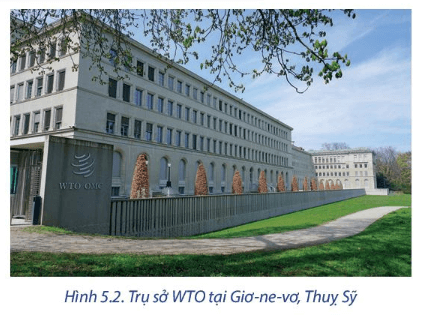 WTO OMC
Hình 5.2. Trụ sở WTO tại Giơ-ne-vơ, Thuỵ Sỹ